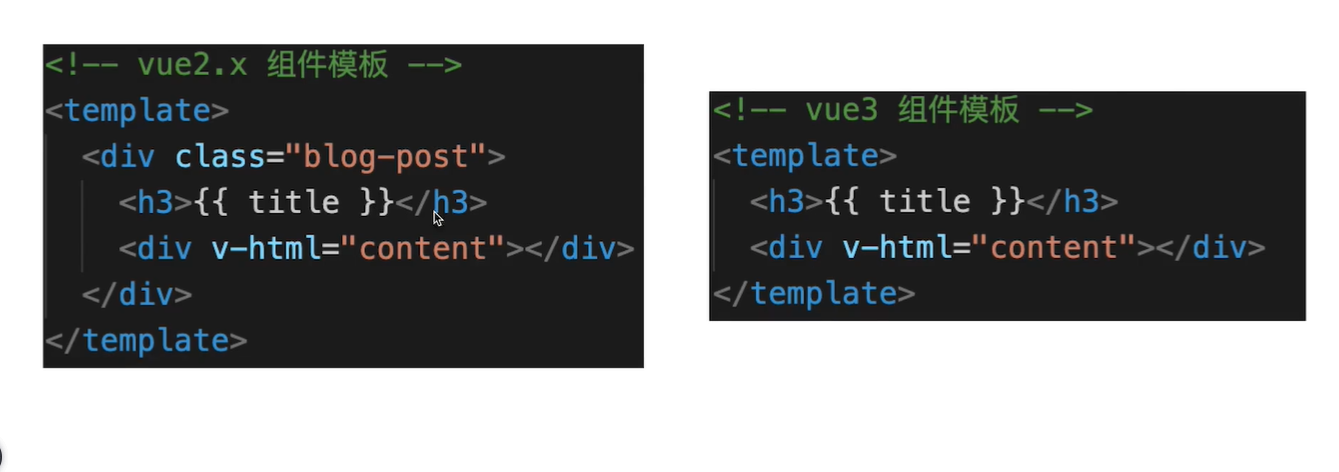 <!-- vue2.x 组件模板 -->
<template>
<div class="blog-post">
<h3>{{ title }}</h3>
<div v-html="content"></div>
</div>
</template>
<!-- vue3 组件模板 -->
<template>
<h3>{{ title }}</h3>
<div v-html="content"></div>
</template>